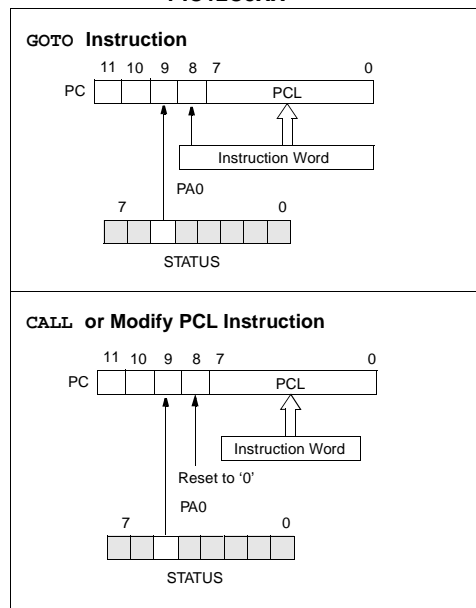 GOTO Instruction
11 10 9 8 7 0
PC PCL
Instruction Word
PA0
7 0
STATUS
CALL or Modify PCL Instruction
11 10 9 8 7 0
PC PCL
Instruction Word
Reset to ‘0’
PA0
7 0
STATUS